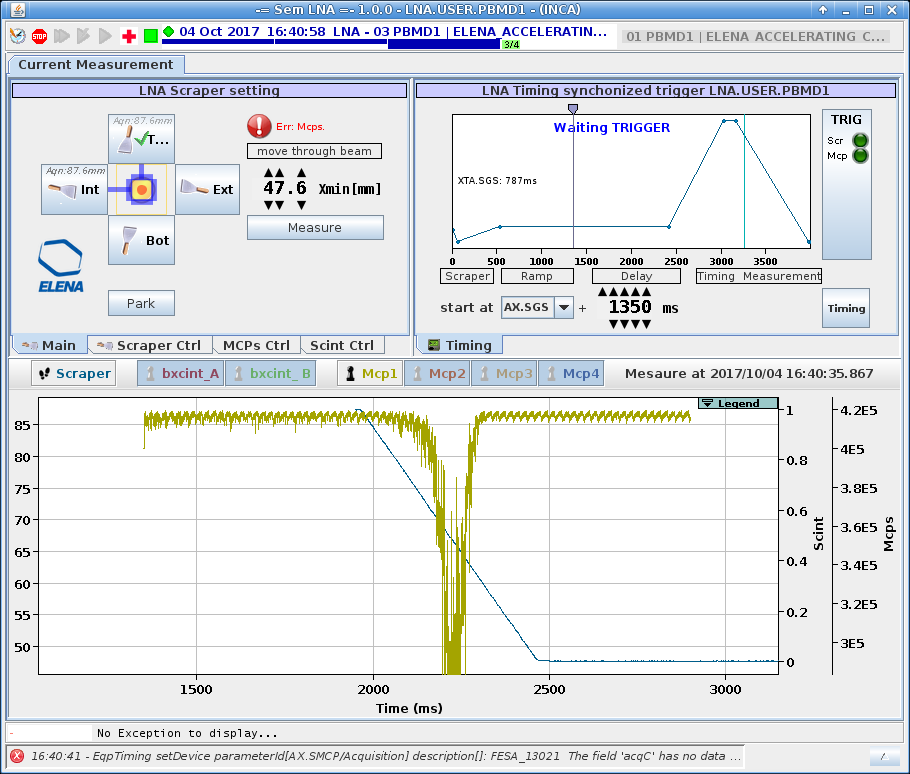 -= Sem LNA =- 1.0.0 - LNA.USER.PBMD1 - (INCA)
STOP
04 Oct 2017 16:40:58 LNA - 03 PBMD1 | ELENA_ACCELERATIN...
3/4
01 PBMD1 | ELENA_ACCELERATING_C...
Current Measurement
LNA Scraper setting
Aqn:87.6mm
T...
Aqn:87.6mm
Int
Ext
Bot
ELENA
Park
Err: Mcps.
move through beam
47.6 Xmin[mm]
Measure
Main
Scraper Ctrl
MCPs Ctrl
Scint Ctrl
LNA Timing synchonized trigger LNA.USER.PBMD1
Waiting TRIGGER
XTA.SGS: 787ms
0 500 1000 1500 2000 2500 3000 3500
Scraper Ramp Delay Timing Measurement
start at AX.SGS + 1350 ms
TRIG
Scr
Mcp
Timing
Timing
Scraper bxcint_A bxcint_B Mcp1 Mcp2 Mcp3 Mcp4 Mesaure at 2017/10/04 16:40:35.867
Legend
85
80
75
70
65
60
55
50
1
0.8
0.6
0.4
0.2
0
Scint
4.2E5
4E5
3.8E5
3.6E5
3.4E5
3.2E5
3E5
Mcps
1500 2000 2500 3000
Time (ms)
- No Exception to display...
16:40:41 - EqpTiming setDevice parameterId[AX.SMCP/Acquisition] description[]: FESA_13021 The field 'acqC' has no data ...